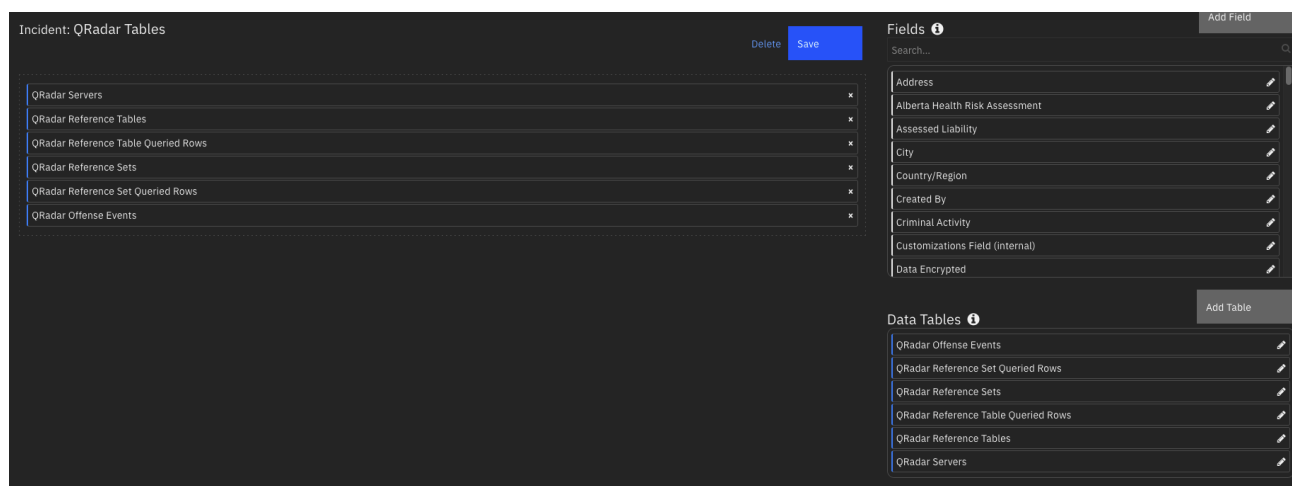 Incident: QRadar Tables
Delete
Save
QRadar Servers
QRadar Reference Tables
QRadar Reference Table Queried Rows
QRadar Reference Sets
QRadar Reference Set Queried Rows
QRadar Offense Events
Add Field
Fields
Search...
Address
Alberta Health Risk Assessment
Assessed Liability
City
Country/Region
Created By
Criminal Activity
Customizations Field (internal)
Data Encrypted
Add Table
Data Tables
QRadar Offense Events
QRadar Reference Set Queried Rows
QRadar Reference Sets
QRadar Reference Table Queried Rows
QRadar Reference Tables
QRadar Servers